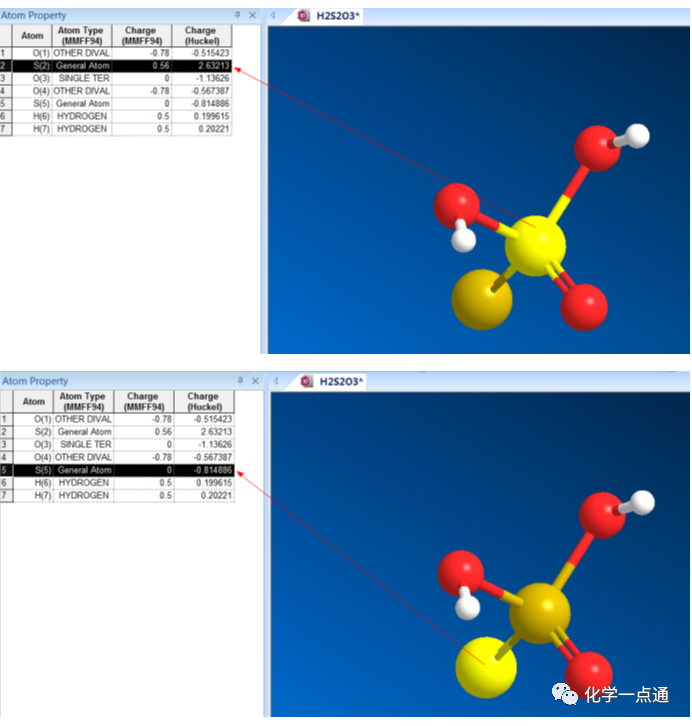 Atom Property
H2S2O3*
Atom Atom Type (MMFF94) Charge (MMFF94) Charge (Huckel)
1 O(1) OTHER DIVAL -0.78 -0.515423
2 S(2) General Atom 0.56 2.63213
3 O(3) SINGLE TER 0 -1.13626
4 O(4) OTHER DIVAL -0.78 -0.567387
5 S(5) General Atom 0 -0.814886
6 H(6) HYDROGEN 0.5 0.199615
7 H(7) HYDROGEN 0.5 0.20221
Atom Property
H2S2O3*
Atom Atom Type (MMFF94) Charge (MMFF94) Charge (Huckel)
1 O(1) OTHER DIVAL -0.78 -0.515423
2 S(2) General Atom 0.56 2.63213
3 O(3) SINGLE TER 0 -1.13626
4 O(4) OTHER DIVAL -0.78 -0.567387
5 S(5) General Atom 0 -0.814886
6 H(6) HYDROGEN 0.5 0.199615
7 H(7) HYDROGEN 0.5 0.20221
化学一点通